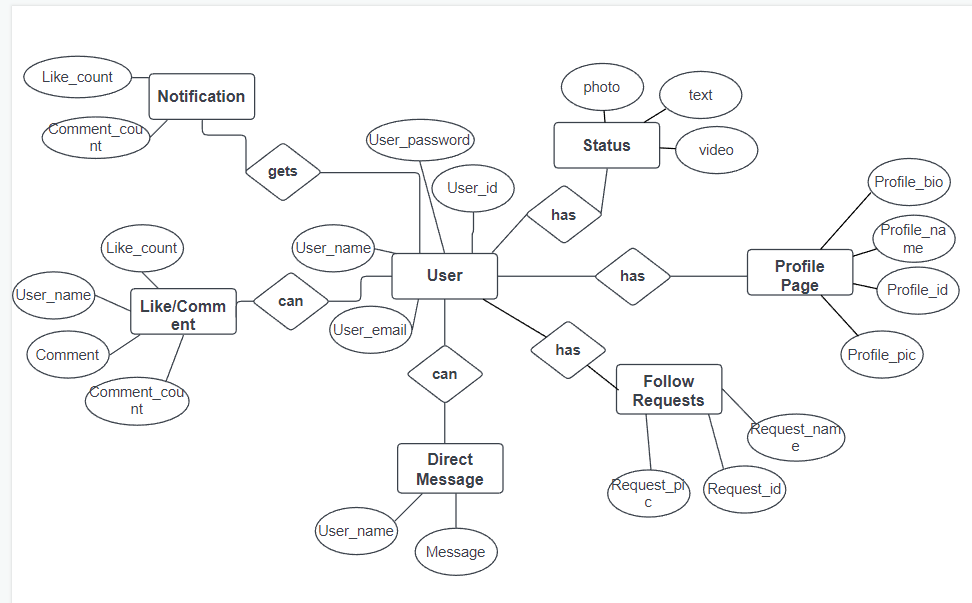 Like_count
Notification
Comment_cou
nt
gets
User_password
User_id
photo
text
Status
video
has
Profile_bio
Profile_na
me
Profile
Page
Profile_id
Profile_pic
has
Like_count
User_name
User_name
Like/Comm
ent
can
User
User_email
Comment
Comment_cou
nt
can
has
Follow
Requests
Request_nam
e
Request_pi
c
Request_id
Direct
Message
User_name
Message